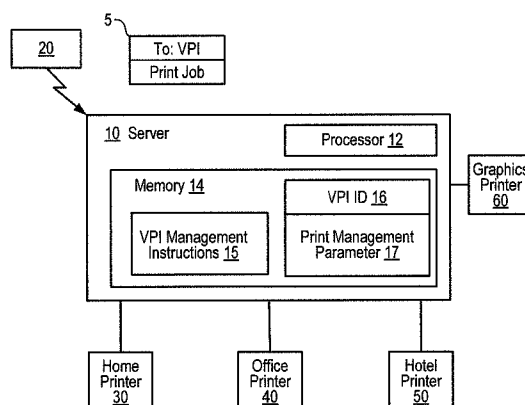 5
To: VPI
Print Job
20
10 Server
Processor 12
Memory 14
VPI ID 16
VPI Management
Instructions 15
Print Management
Parameter 17
Graphics
Printer
60
Home
Printer
30
Office
Printer
40
Hotel
Printer
50